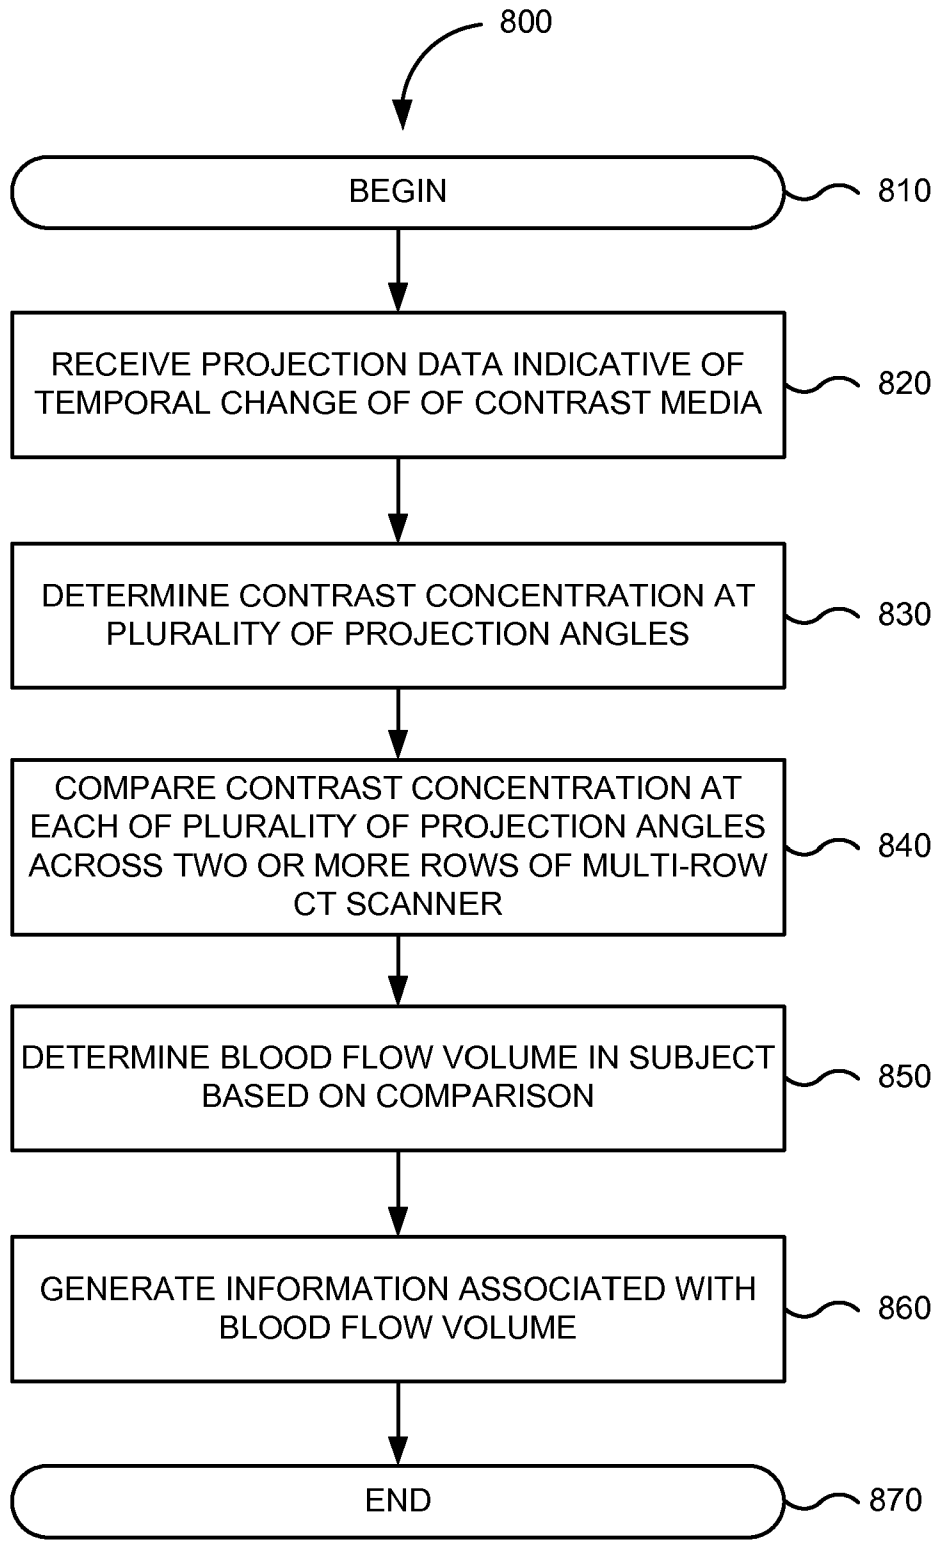 800
BEGIN
810
RECEIVE PROJECTION DATA INDICATIVE OF
TEMPORAL CHANGE OF OF CONTRAST MEDIA
820
DETERMINE CONTRAST CONCENTRATION AT
PLURALITY OF PROJECTION ANGLES
830
COMPARE CONTRAST CONCENTRATION AT
EACH OF PLURALITY OF PROJECTION ANGLES
ACROSS TWO OR MORE ROWS OF MULTI-ROW
CT SCANNER
840
DETERMINE BLOOD FLOW VOLUME IN SUBJECT
BASED ON COMPARISON
850
GENERATE INFORMATION ASSOCIATED WITH
BLOOD FLOW VOLUME
860
END
870